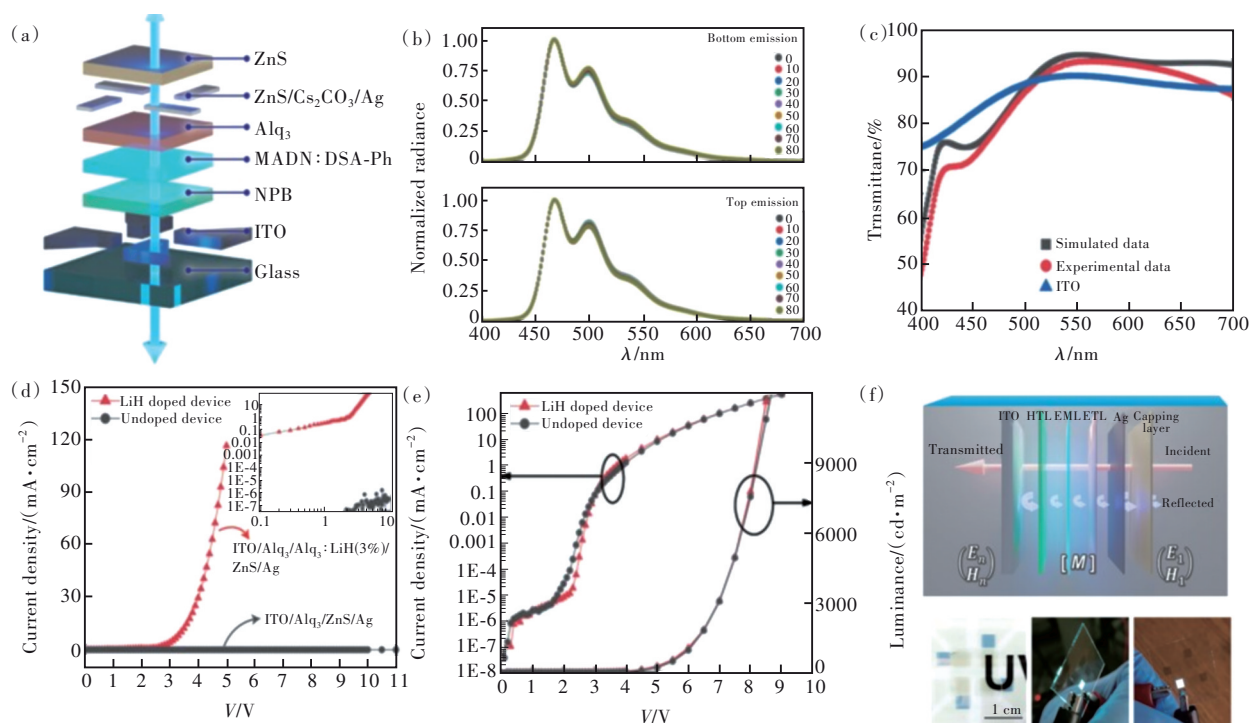 (a)
ZnS
ZnS/Cs₂CO₃/Ag
Alq₃
MADN：DSA-Ph
NPB
ITO
Glass
(b)
Bottom emission
1.00
0.75
0.50
0.25
0
0
10
20
30
40
50
60
70
80
Normalized radiance
Top emission
1.00
0.75
0.50
0.25
0
0
10
20
30
40
50
60
70
80
400 450 500 550 600 650 700
λ/nm
(c)
Trnsmittane/%
100
90
80
75
70
60
50
40
Simulated data
Experimental data
ITO
400 450 500 550 600 700
λ/nm
(d)
Current density/(mA·cm⁻²)
150
120
90
60
30
0
LiH doped device
Undoped device
10
1
0.1
0.01
0.001
1E-4
1E-5
1E-6
1E-7
0.1 1 10
ITO/Alq₃/Alq₃：LiH(3%)/
ZnS/Ag
ITO/Alq₃/ZnS/Ag
0 1 2 3 4 5 6 7 8 9 10 11
V/V
(e)
Current density/(mA·cm⁻²)
100
10
1
0.1
0.01
0.001
1E-4
1E-5
1E-6
1E-7
1E-8
LiH doped device
Undoped device
9000
6000
3000
0
Luminance/(cd·m⁻²)
0 1 2 3 4 5 6 7 8 9 10
V/V
(f)
ITO HTL EML ETL Ag Capping
layer
Transmitted
Incident
Reflected
Eₙ
Hₙ
[M]
E₁
H₁
1 cm